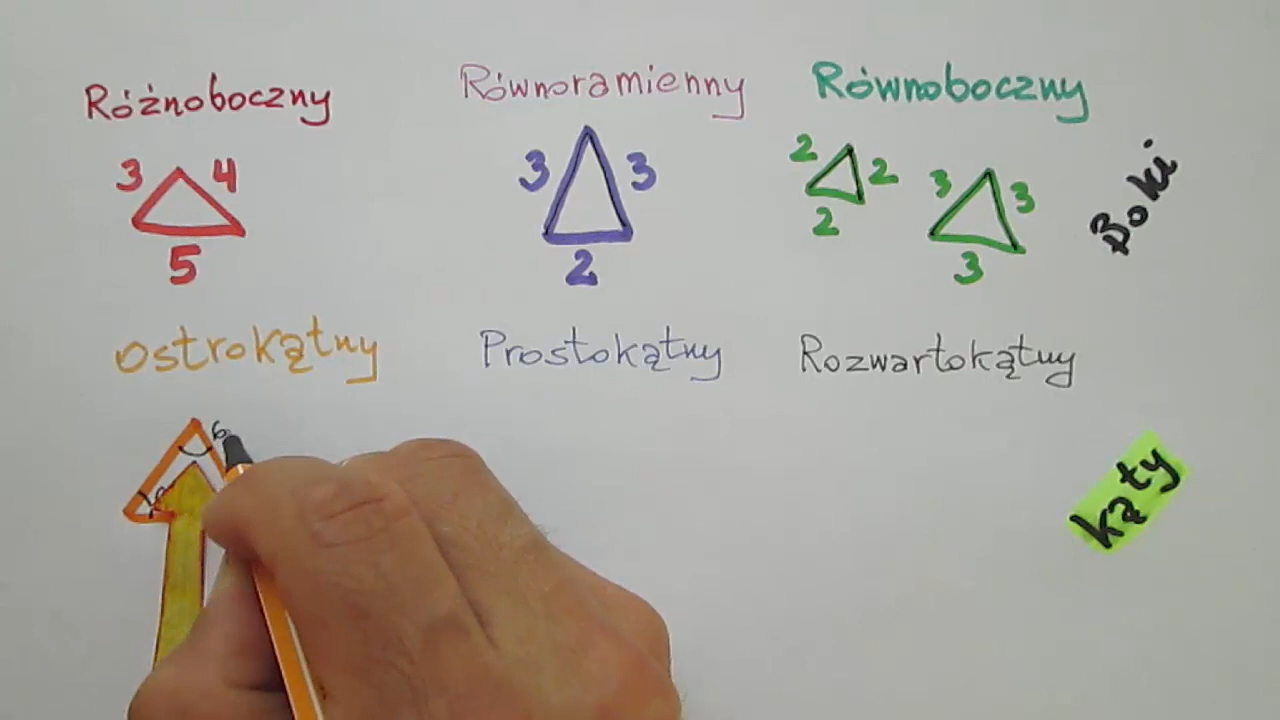 Różnoboczny
Równoramienny
Równoboczny
3 4
5
3 3
2
2 2
2
3 3
3
Boki
Ostrokątny
Prostokątny
Rozwartokątny
6
kąty